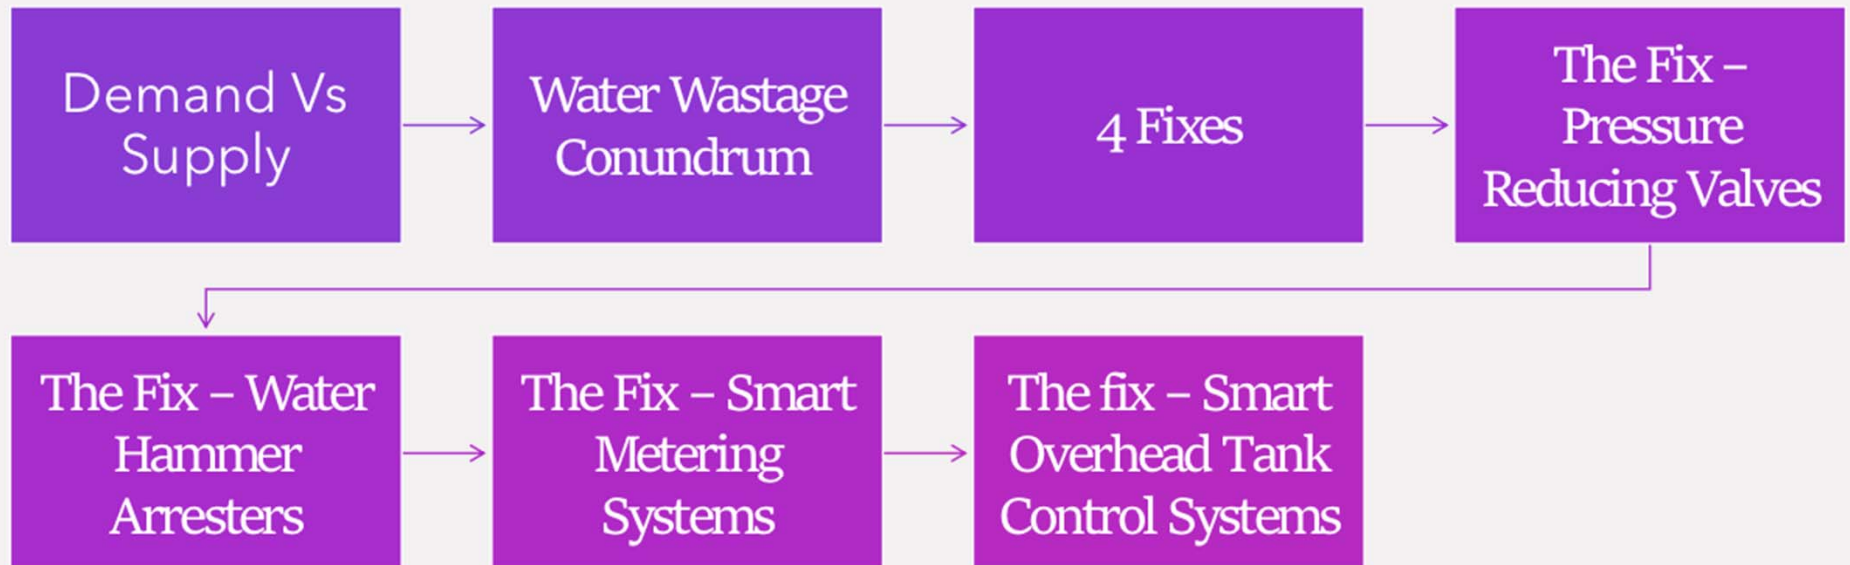 Demand Vs
Supply
Water Wastage
Conundrum
4 Fixes
The Fix –
Pressure
Reducing Valves
The Fix – Water
Hammer
Arresters
The Fix – Smart
Metering
Systems
The fix – Smart
Overhead Tank
Control Systems